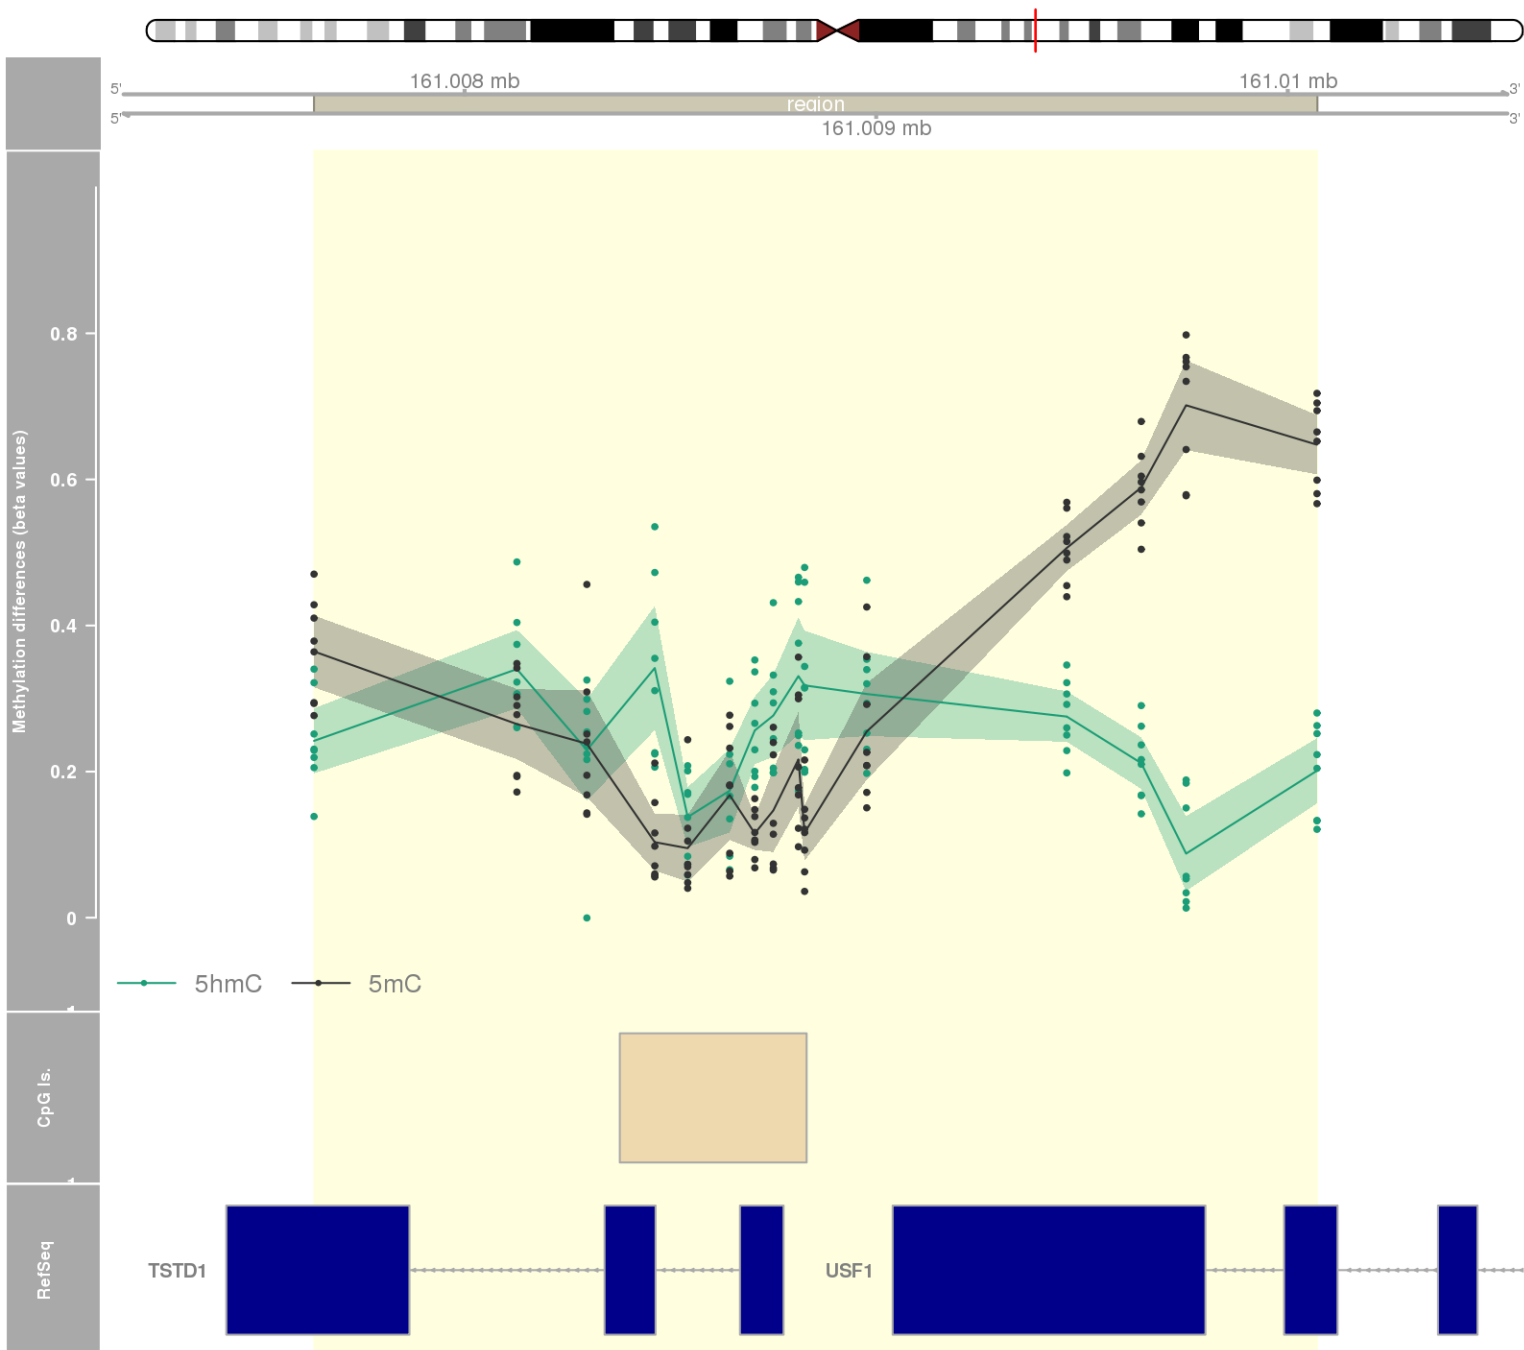 161.008 mb
161.01 mb
5'
3'
region
5'
3'
161.009 mb
Methylation differences (beta values)
0.8
0.6
0.4
0.2
0
5hmC
5mC
CpG Is.
RefSeq
TSTD1
USF1